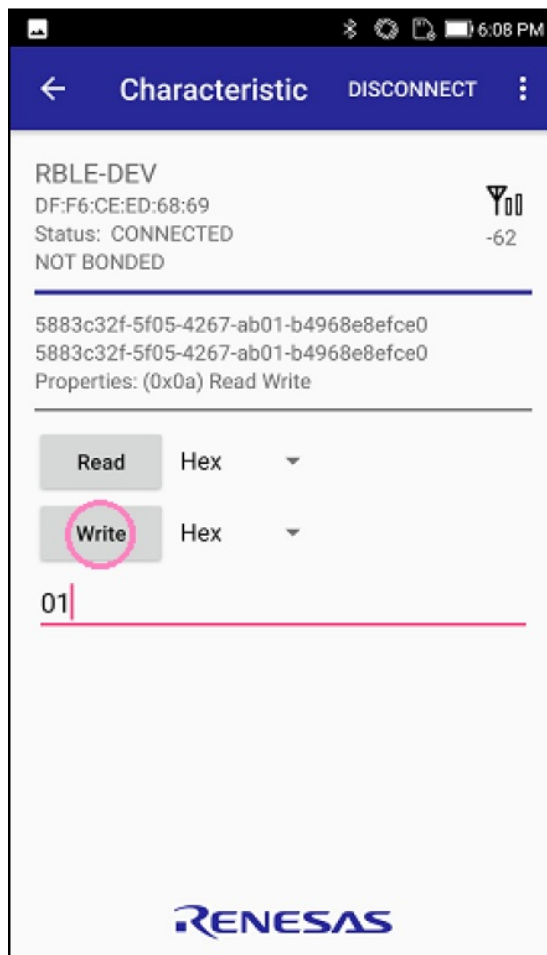 6:08 PM
Characteristic DISCONNECT
RBLE-DEV
DF:F6:CE:ED:68:69
Status: CONNECTED
-62
NOT BONDED
5883c32f-5f05-4267-ab01-b4968e8efce0
5883c32f-5f05-4267-ab01-b4968e8efce0
Properties: (0x0a) Read Write
Read Hex
Write Hex
01
RENESAS